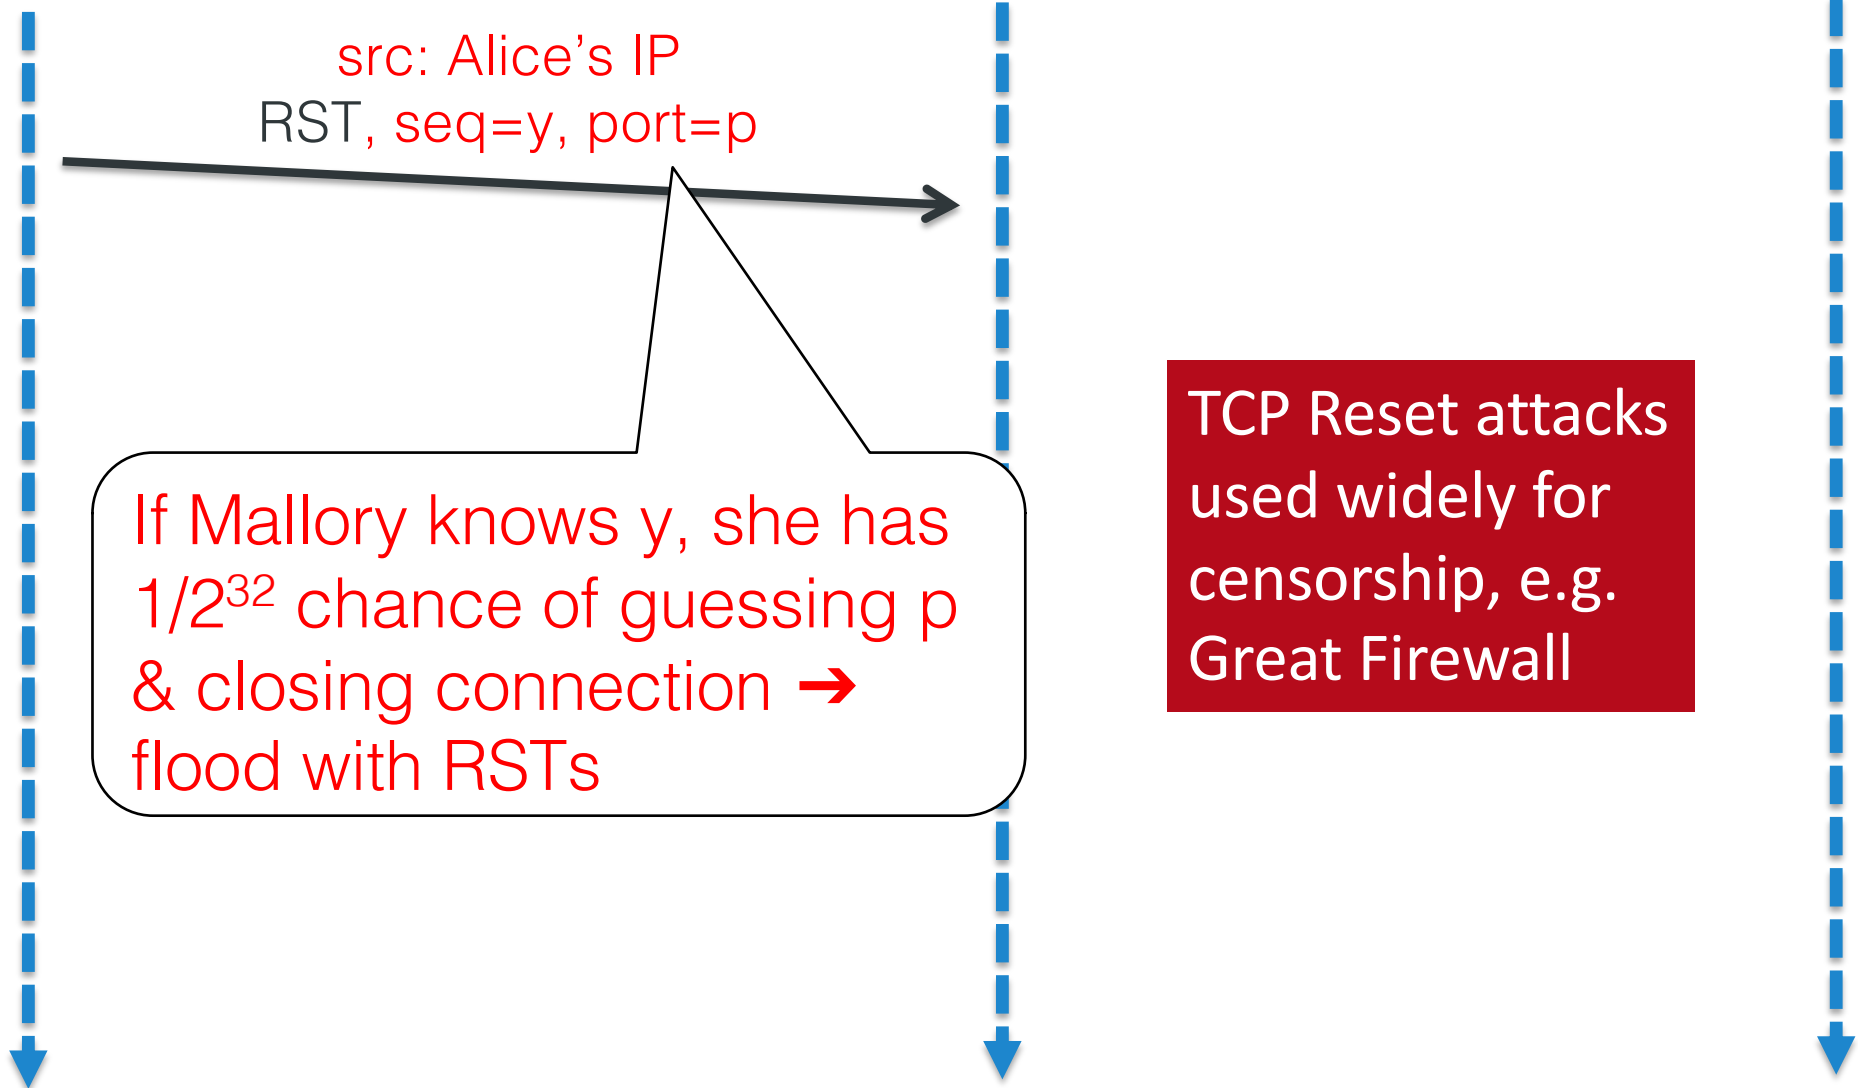 src: Alice’s IP
RST, seq=y, port=p
If Mallory knows y, she has
1/2³² chance of guessing p
& closing connection ➔
flood with RSTs
TCP Reset attacks
used widely for
censorship, e.g.
Great Firewall